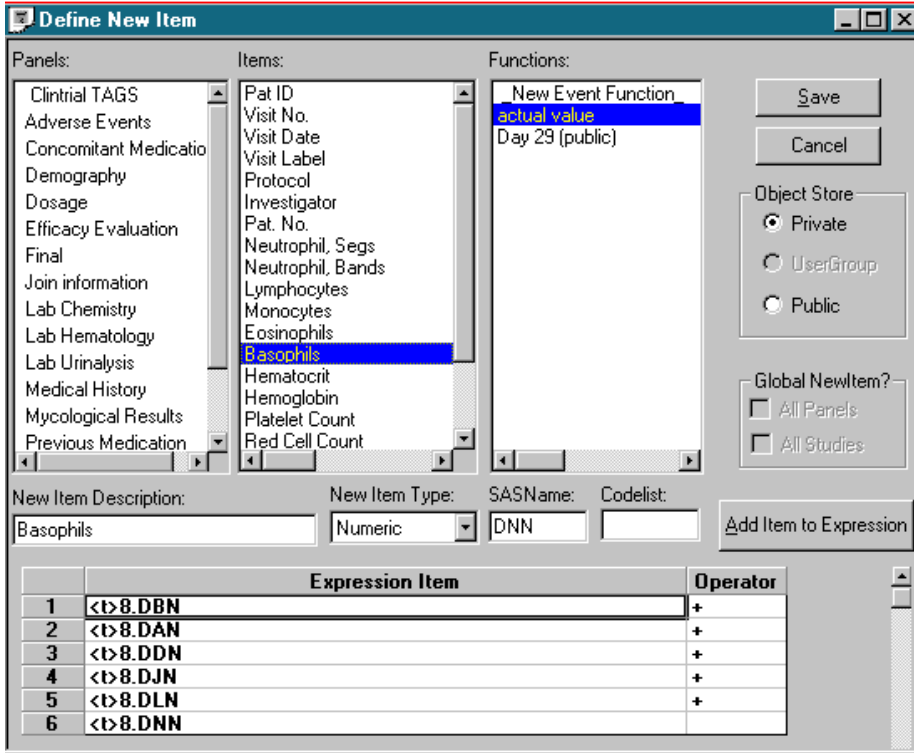 Define New Item
Panels:
Clintrial TAGS
Adverse Events
Concomitant Medicatio
Demography
Dosage
Efficacy Evaluation
Final
Join information
Lab Chemistry
Lab Hematology
Lab Urinalysis
Medical History
Mycological Results
Previous Medication
Items:
Pat ID
Visit No.
Visit Date
Visit Label
Protocol
Investigator
Pat. No.
Neutrophil, Segs
Neutrophil, Bands
Lymphocytes
Monocytes
Eosinophils
Basophils
Hematocrit
Hemoglobin
Platelet Count
Red Cell Count
Functions:
_New Event Function_
actual value
Day 29 (public)
Save
Cancel
Object Store
Private
UserGroup
Public
Global NewItem?
All Panels
All Studies
New Item Description:
Basophils
New Item Type:
Numeric
SASName:
DNN
Codelist:
Add Item to Expression
Expression Item Operator
1 <t>8.DBN +
2 <t>8.DAN +
3 <t>8.DDN +
4 <t>8.DJN +
5 <t>8.DLN +
6 <t>8.DNN